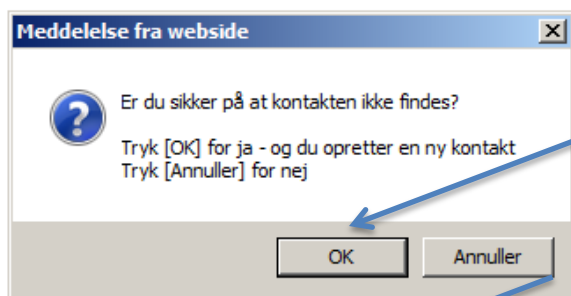 Meddelelse fra webside
Er du sikker på at kontakten ikke findes?
Tryk [OK] for ja - og du opretter en ny kontakt
Tryk [Annuller] for nej
OK
Annuller